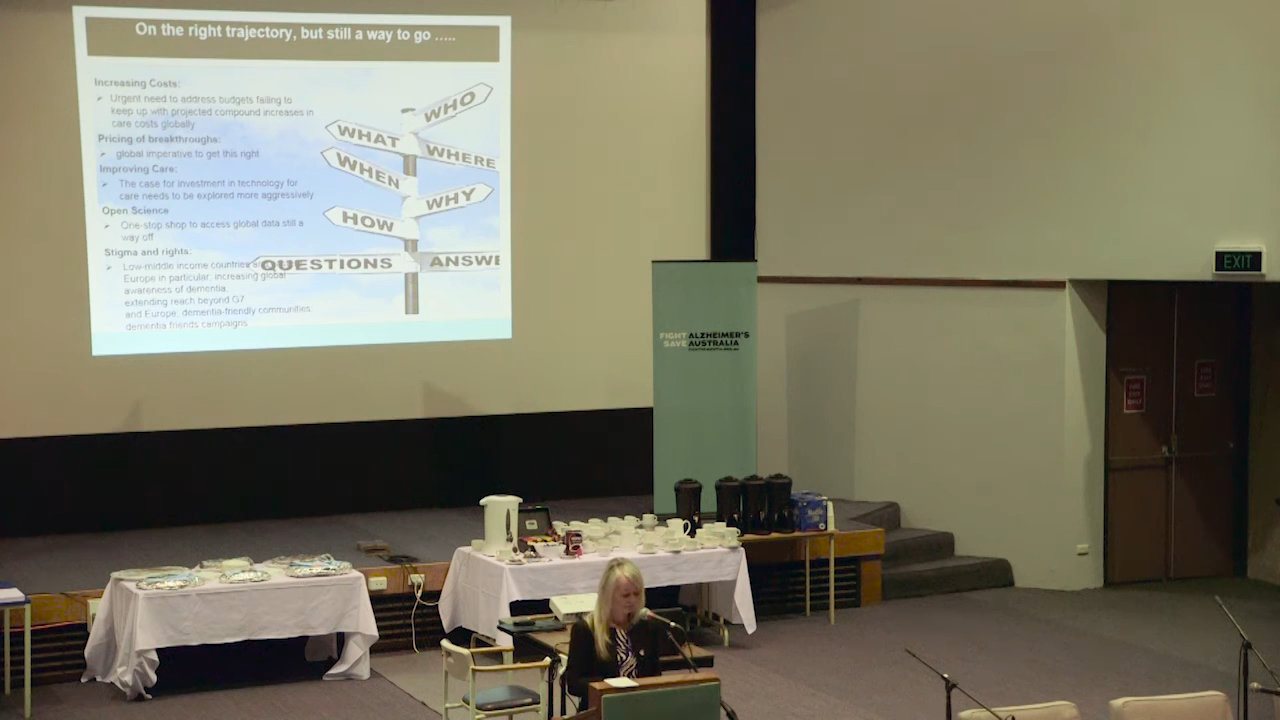 On the right trajectory, but still a way to go .....
Increasing Costs:
Urgent need to address budgets failing to
keep up with projected compound increases in
care costs globally
Pricing of breakthroughs:
global imperative to get this right
Improving Care:
The case for investment in technology for
care needs to be explored more aggressively
Open Science
One-stop shop to access global data still a
way off
Stigma and rights:
Low-middle income countries
Europe in particular; increasing global
awareness of dementia.
extending reach beyond G7
and Europe; dementia-friendly communities,
dementia friends campaigns
WHO
WHAT
WHERE
WHEN
WHY
HOW
QUESTIONS
ANSWE
FIGHT ALZHEIMER'S
SAVE AUSTRALIA
EXIT